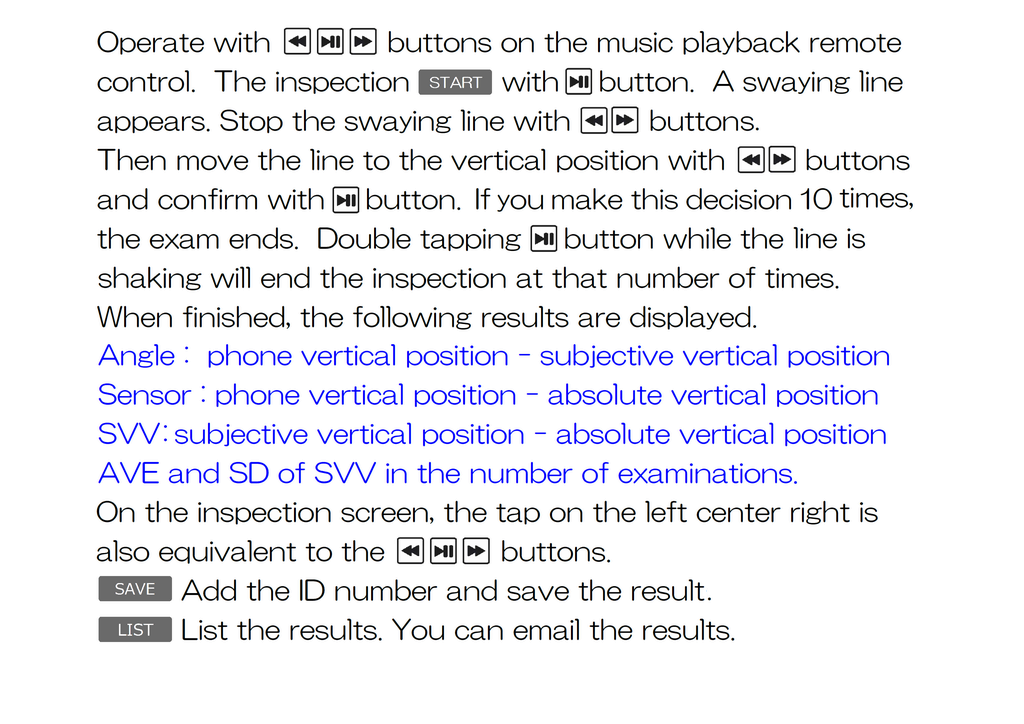 Operate with ⏪ ⏯ ⏩ buttons on the music playback remote
control. The inspection START with ⏯ button. A swaying line
appears. Stop the swaying line with ⏪ ⏩ buttons.
Then move the line to the vertical position with ⏪ ⏩ buttons
and confirm with ⏯ button. If you make this decision 10 times,
the exam ends. Double tapping ⏯ button while the line is
shaking will end the inspection at that number of times.
When finished, the following results are displayed.
Angle : phone vertical position - subjective vertical position
Sensor : phone vertical position - absolute vertical position
SVV: subjective vertical position - absolute vertical position
AVE and SD of SVV in the number of examinations.
On the inspection screen, the tap on the left center right is
also equivalent to the ⏪ ⏯ ⏩ buttons.
SAVE Add the ID number and save the result.
LIST List the results. You can email the results.